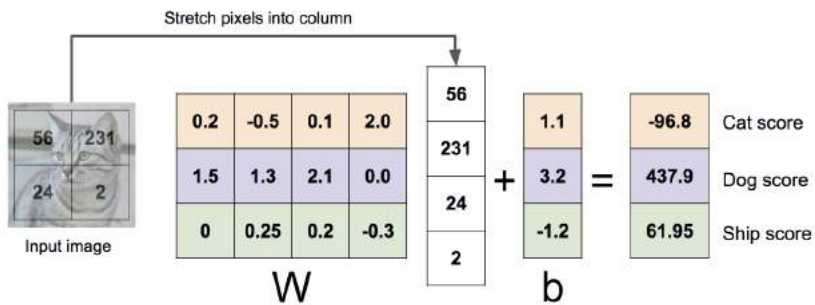 Stretch pixels into column
56 231
24 2
Input image
0.2 -0.5 0.1 2.0
1.5 1.3 2.1 0.0
0 0.25 0.2 -0.3
W
56
231
24
2
+
1.1
3.2
-1.2
b
=
-96.8 Cat score
437.9 Dog score
61.95 Ship score